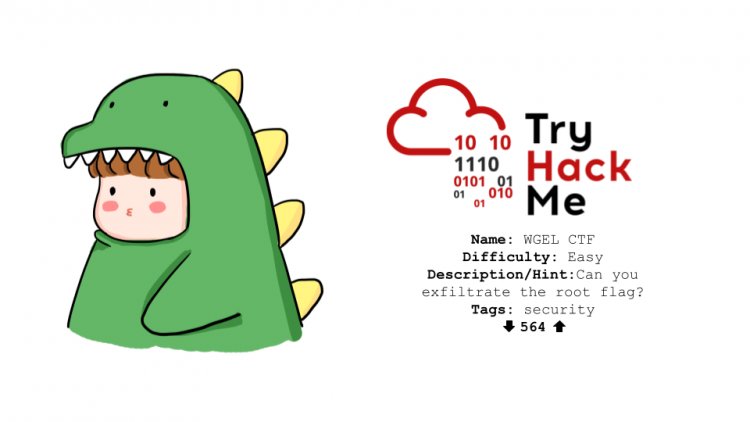 10 10
1110
0101 01
01 010
01
Try
Hack
Me
Name: WGEL CTF
Difficulty: Easy
Description/Hint:Can you
exfiltrate the root flag?
Tags: security
564